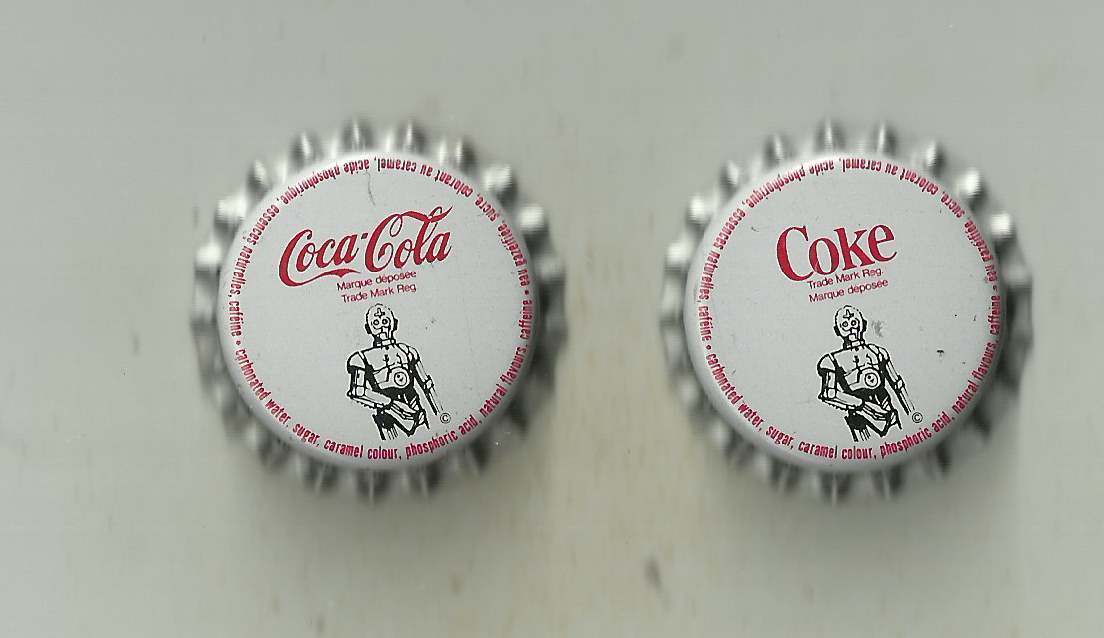 Coca-Cola
Marque déposée
Trade Mark Reg.
©
eau gazéifiée, sucre, colorant au caramel, acide phosphorique, essences naturelles, caféine • carbonated water, sugar, caramel colour, phosphoric acid, natural flavours, caffeine •
Coke
Trade Mark Reg.
Marque déposée
©
eau gazéifiée, sucre, colorant au caramel, acide phosphorique, essences naturelles, caféine • carbonated water, sugar, caramel colour, phosphoric acid, natural flavours, caffeine •